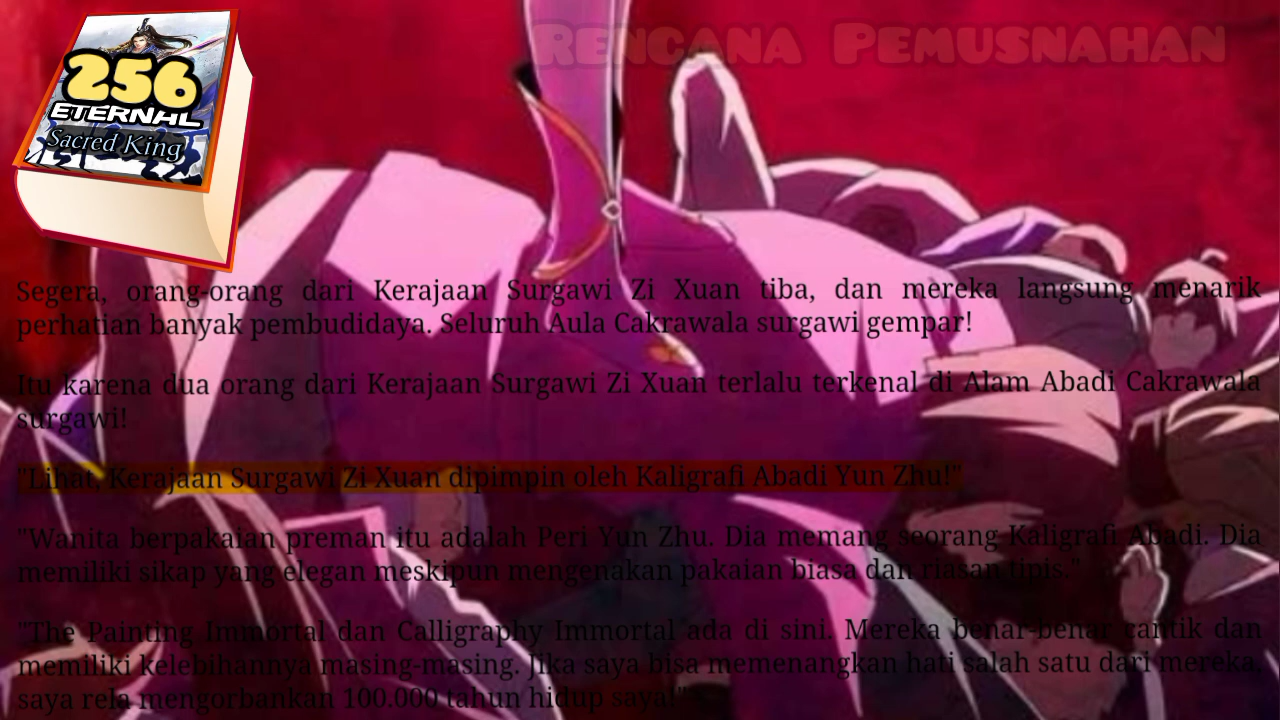 Rencana Pemusnahan
256
ETERNAL
Sacred King
Segera, orang-orang dari Kerajaan Surgawi Zi Xuan tiba, dan mereka langsung menarik
perhatian banyak pembudidaya. Seluruh Aula Cakrawala surgawi gempar!
Itu karena dua orang dari Kerajaan Surgawi Zi Xuan terlalu terkenal di Alam Abadi Cakrawala
surgawi!
"Lihat, Kerajaan Surgawi Zi Xuan dipimpin oleh Kaligrafi Abadi Yun Zhu!"
"Wanita berpakaian preman itu adalah Peri Yun Zhu. Dia memang seorang Kaligrafi Abadi. Dia
memiliki sikap yang elegan meskipun mengenakan pakaian biasa dan riasan tipis."
"The Painting Immortal dan Calligraphy Immortal ada di sini. Mereka benar-benar cantik dan
memiliki kelebihannya masing-masing. Jika saya bisa memenangkan hati salah satu dari mereka,
saya rela mengorbankan 100.000 tahun hidup saya!"